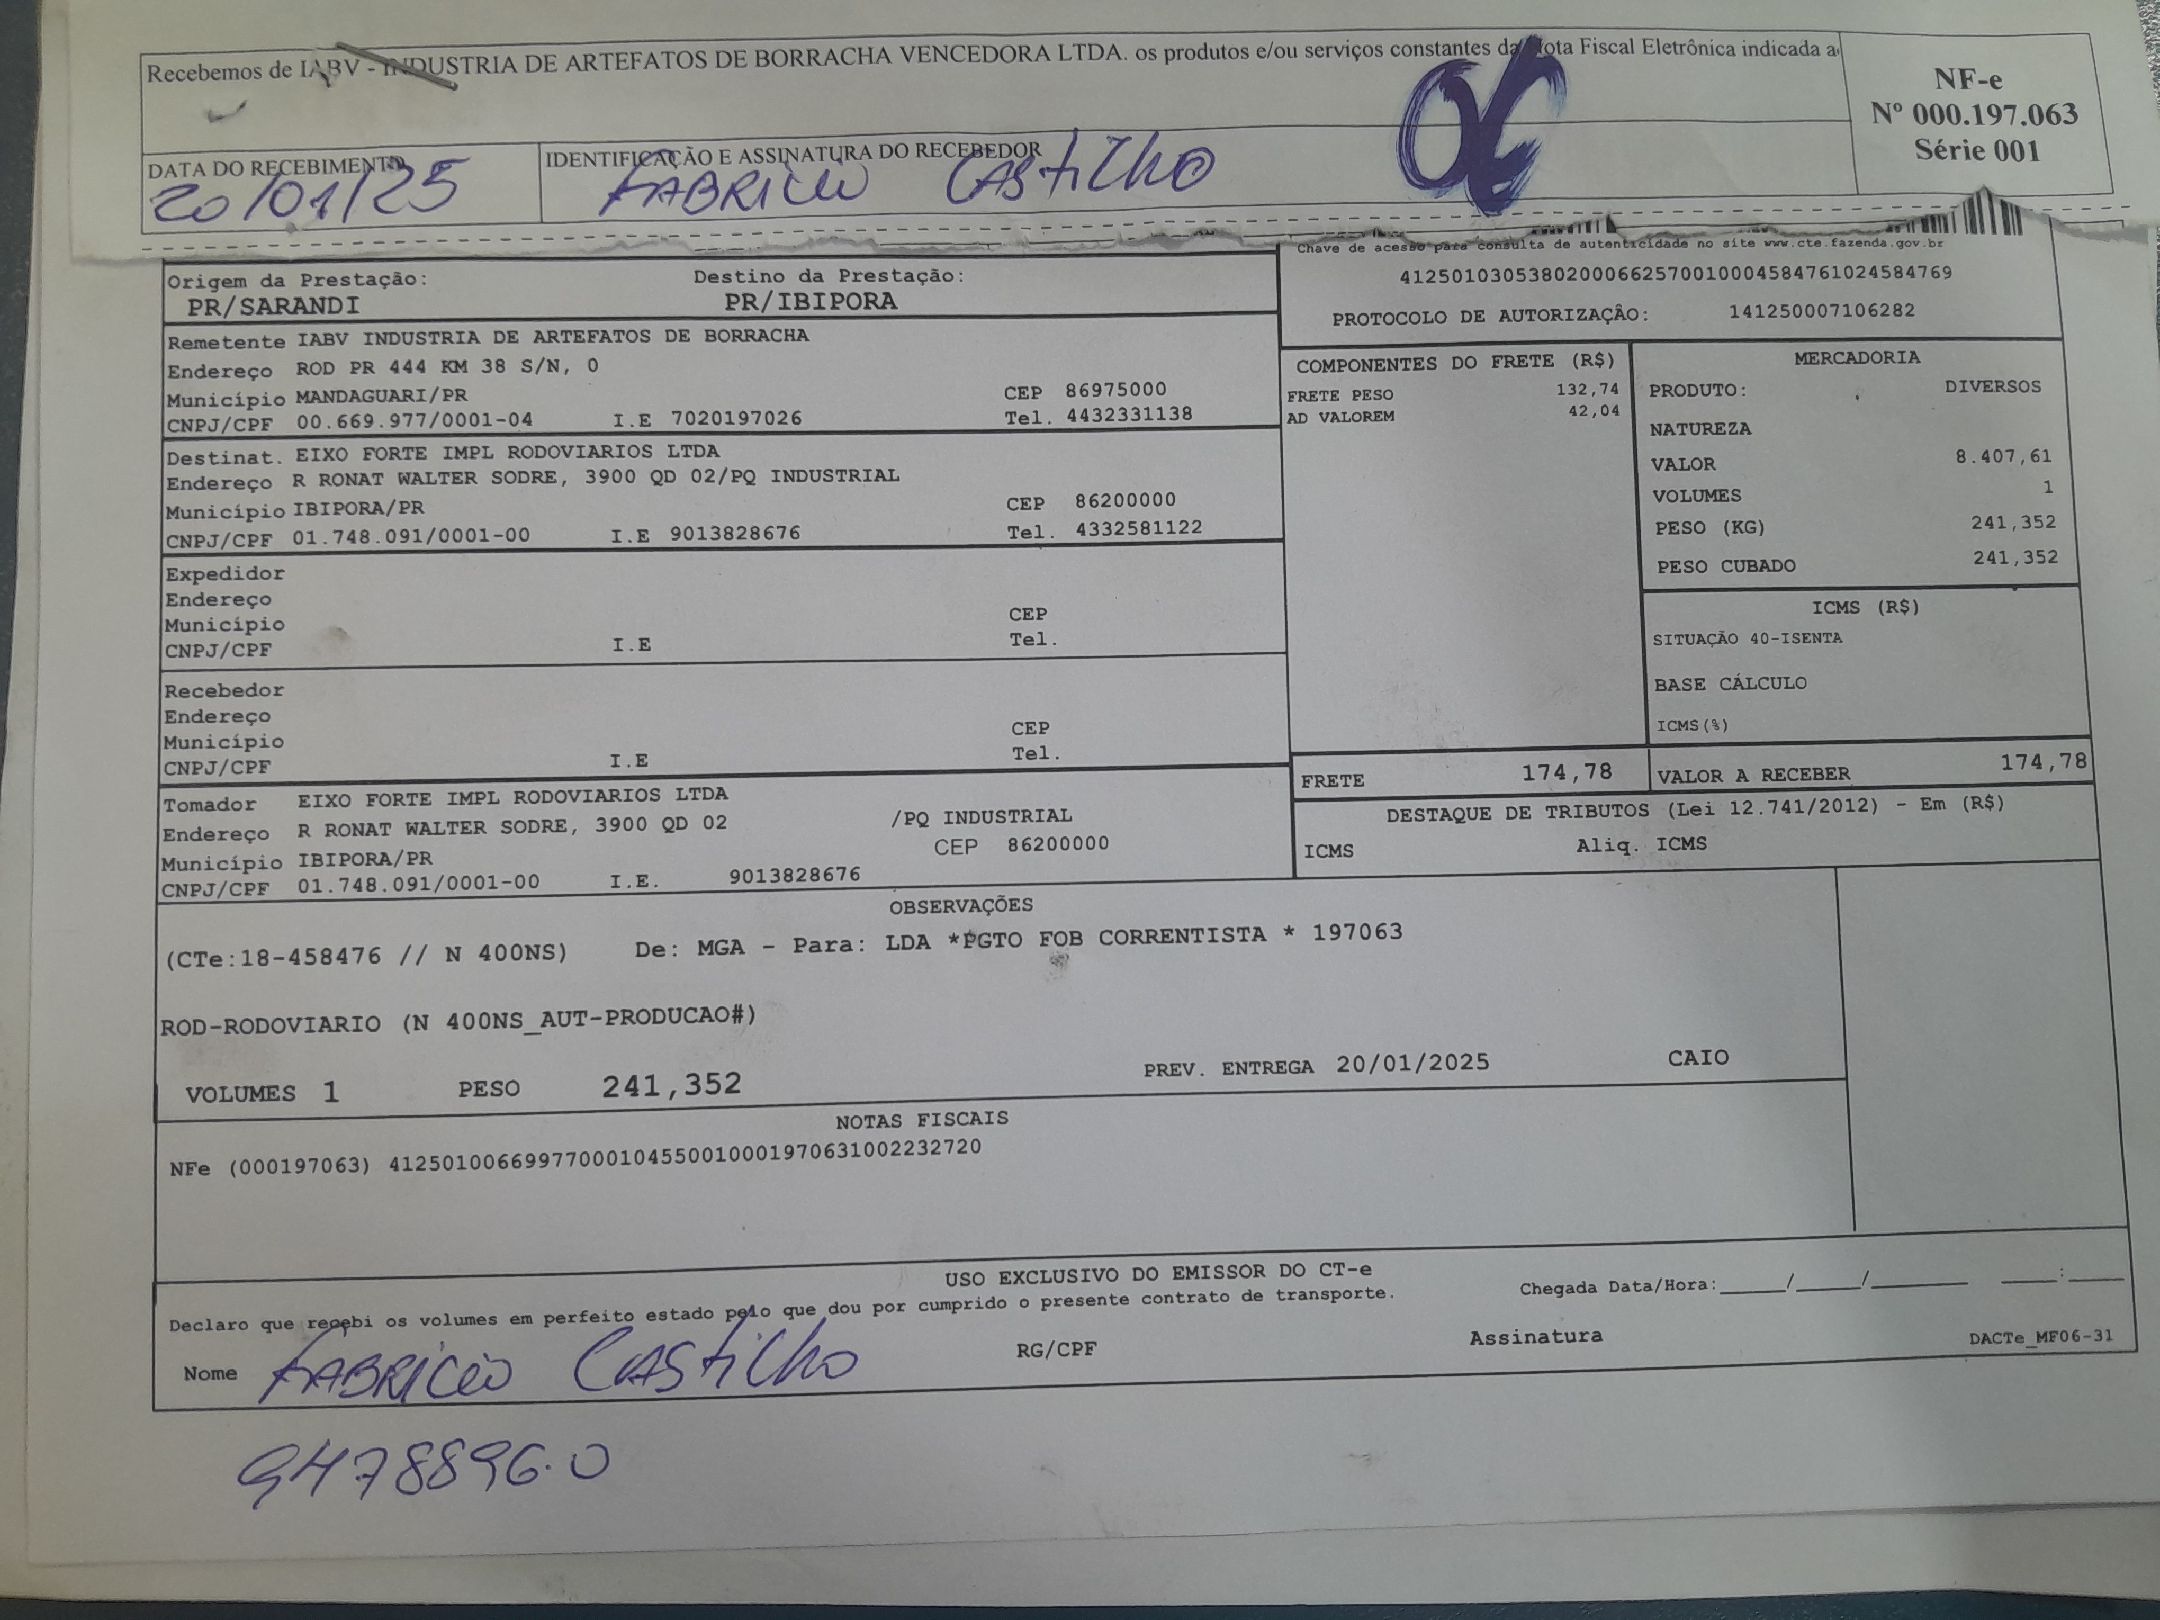 Recebemos de IABV - INDUSTRIA DE ARTEFATOS DE BORRACHA VENCEDORA LTDA. os produtos e/ou serviços constantes da Nota Fiscal Eletrônica indicada a
NF-e
Nº 000.197.063
Série 001
06
DATA DO RECEBIMENTO
20/01/25
IDENTIFICAÇÃO E ASSINATURA DO RECEBEDOR
FABRICIO CASTILHO
Chave de acesso para consulta de autenticidade no site www.cte.fazenda.gov.br
41250103053802000662570010004584761024584769
PROTOCOLO DE AUTORIZAÇÂO: 141250007106282
Origem da Prestação: Destino da Prestação:
PR/SARANDI PR/IBIPORA
Remetente IABV INDUSTRIA DE ARTEFATOS DE BORRACHA
Endereço ROD PR 444 KM 38 S/N, 0
Município MANDAGUARI/PR CEP 86975000
CNPJ/CPF 00.669.977/0001-04 I.E 7020197026 Tel. 4432331138
Destinat. EIXO FORTE IMPL RODOVIARIOS LTDA
Endereço R RONAT WALTER SODRE, 3900 QD 02/PQ INDUSTRIAL
Município IBIPORA/PR CEP 86200000
CNPJ/CPF 01.748.091/0001-00 I.E 9013828676 Tel. 4332581122
Expedidor
Endereço
Município CEP
CNPJ/CPF I.E Tel.
Recebedor
Endereço
Município CEP
CNPJ/CPF I.E Tel.
Tomador EIXO FORTE IMPL RODOVIARIOS LTDA
Endereço R RONAT WALTER SODRE, 3900 QD 02 /PQ INDUSTRIAL
Município IBIPORA/PR CEP 86200000
CNPJ/CPF 01.748.091/0001-00 I.E. 9013828676
COMPONENTES DO FRETE (R$)
FRETE PESO 132,74
AD VALOREM 42,04
MERCADORIA
PRODUTO: DIVERSOS
NATUREZA
VALOR 8.407,61
VOLUMES 1
PESO (KG) 241,352
PESO CUBADO 241,352
ICMS (R$)
SITUAÇÃO 40-ISENTA
BASE CÁLCULO
ICMS(%)
FRETE 174,78 VALOR A RECEBER 174,78
DESTAQUE DE TRIBUTOS (Lei 12.741/2012) - Em (R$)
ICMS Aliq. ICMS
OBSERVAÇÕES
(CTe:18-458476 // N 400NS) De: MGA - Para: LDA *PGTO FOB CORRENTISTA * 197063
ROD-RODOVIARIO (N 400NS_AUT-PRODUCAO#)
VOLUMES 1 PESO 241,352 PREV. ENTREGA 20/01/2025 CAIO
NOTAS FISCAIS
NFe (000197063) 41250100669977000104550010001970631002232720
USO EXCLUSIVO DO EMISSOR DO CT-e
Declaro que recebi os volumes em perfeito estado pelo que dou por cumprido o presente contrato de transporte. Chegada Data/Hora:____/____/______ ____:____
Nome FABRICIO CASTILHO RG/CPF Assinatura DACTe_MF06-31
9478896.0